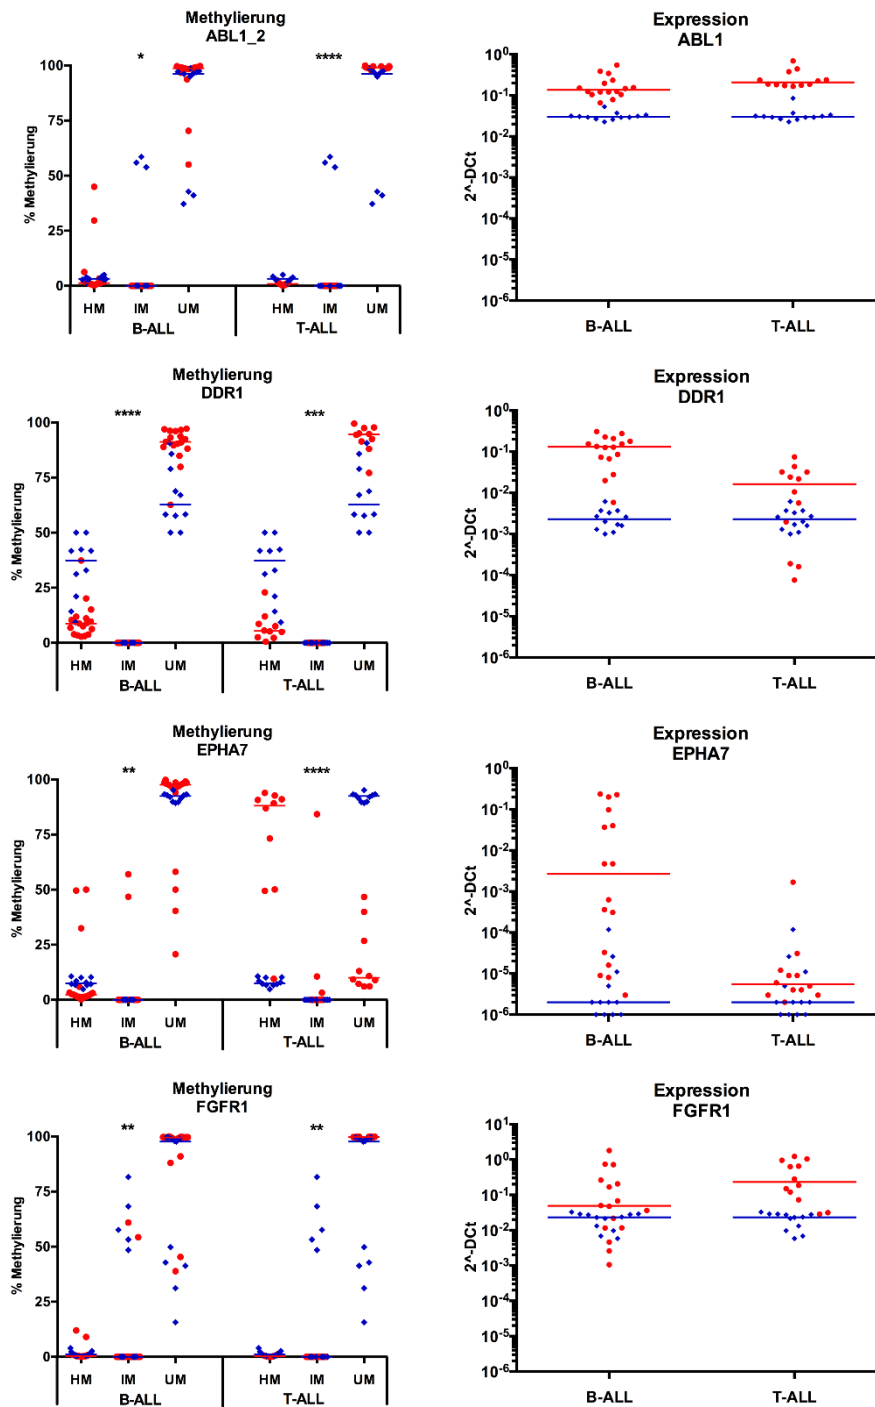 Methylierung
ABL1_2
* ****
% Methylierung
100
75
50
25
0
HM IM UM HM IM UM
B-ALL T-ALL
Expression
ABL1
2^-DCt
10^0
10^-1
10^-2
10^-3
10^-4
10^-5
10^-6
B-ALL T-ALL
Methylierung
DDR1
**** ***
% Methylierung
100
75
50
25
0
HM IM UM HM IM UM
B-ALL T-ALL
Expression
DDR1
2^-DCt
10^0
10^-1
10^-2
10^-3
10^-4
10^-5
10^-6
B-ALL T-ALL
Methylierung
EPHA7
** ****
% Methylierung
100
75
50
25
0
HM IM UM HM IM UM
B-ALL T-ALL
Expression
EPHA7
2^-DCt
10^0
10^-1
10^-2
10^-3
10^-4
10^-5
10^-6
B-ALL T-ALL
Methylierung
FGFR1
** **
% Methylierung
100
75
50
25
0
HM IM UM HM IM UM
B-ALL T-ALL
Expression
FGFR1
2^-DCt
10^1
10^0
10^-1
10^-2
10^-3
10^-4
10^-5
10^-6
B-ALL T-ALL